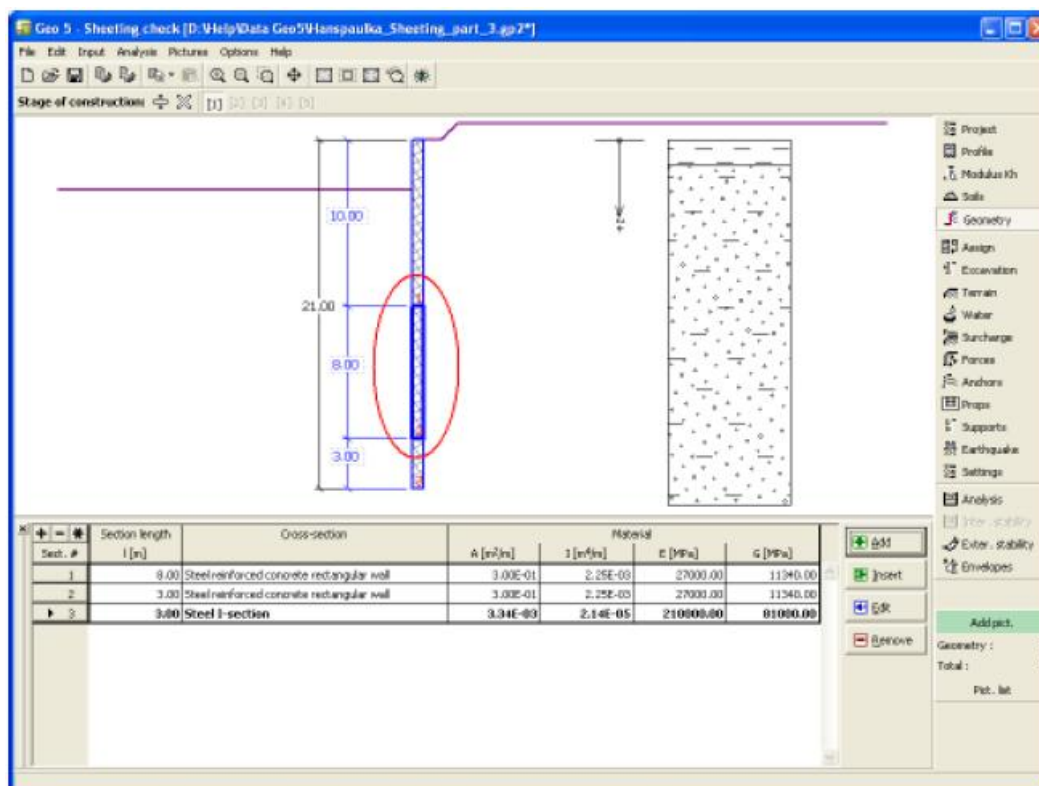 Geo 5 - Sheeting check [D:\Help\Data Geo5\Hanspaulka_Sheeting_part_3.gp2*]
File Edit Input Analysis Pictures Options Help
Stage of construction: [1] [2] [3] [4] [5]
10.00
21.00
8.00
3.00
+z
Project
Profile
Modulus Kh
Soils
Geometry
Assign
Excavation
Terrain
Water
Surcharge
Forces
Anchors
Props
Supports
Earthquake
Settings
Analysis
Inter. stability
Exter. stability
Envelopes
Add pict.
Geometry :
Total :
Pict. list
Section length Cross-section Material
Sect. # l [m] A [m²/m] I [m⁴/m] E [MPa] G [MPa]
1 8.00 Steel reinforced concrete rectangular wall 3.00E-01 2.25E-03 27000.00 11340.00
2 3.00 Steel reinforced concrete rectangular wall 3.00E-01 2.25E-03 27000.00 11340.00
3 3.00 Steel I-section 3.34E-03 2.14E-05 210000.00 81000.00
Add
Insert
Edit
Remove